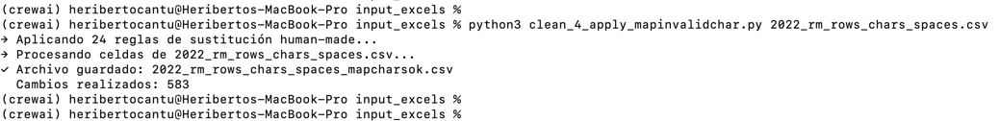 (crewai) heribertocantu@Heribertos-MacBook-Pro input_excels %
(crewai) heribertocantu@Heribertos-MacBook-Pro input_excels % python3 clean_4_apply_mapinvalidchar.py 2022_rm_rows_chars_spaces.csv
→ Aplicando 24 reglas de sustitución human-made...
→ Procesando celdas de 2022_rm_rows_chars_spaces.csv...
✓ Archivo guardado: 2022_rm_rows_chars_spaces_mapcharsok.csv
  Cambios realizados: 583
(crewai) heribertocantu@Heribertos-MacBook-Pro input_excels %
(crewai) heribertocantu@Heribertos-MacBook-Pro input_excels %